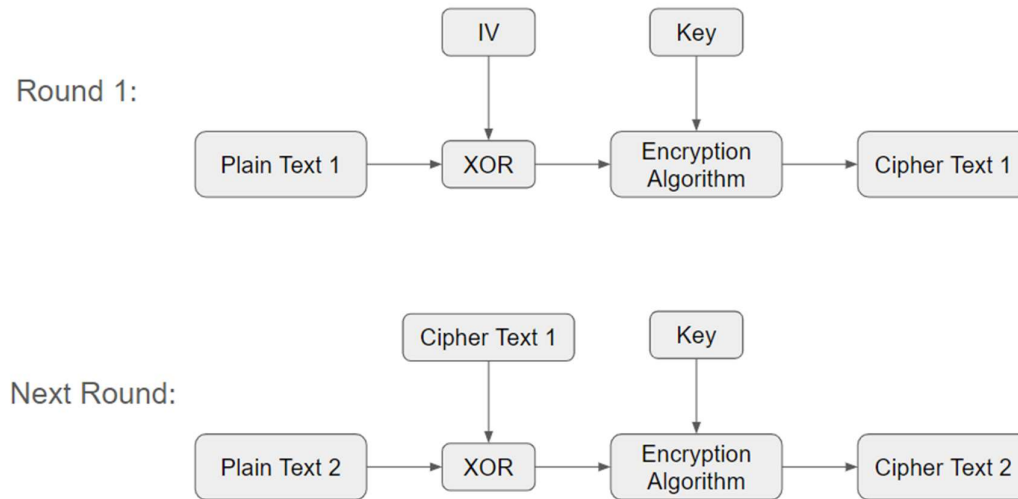 IV
Key
Round 1:
Plain Text 1
XOR
Encryption
Algorithm
Cipher Text 1
Cipher Text 1
Key
Next Round:
Plain Text 2
XOR
Encryption
Algorithm
Cipher Text 2